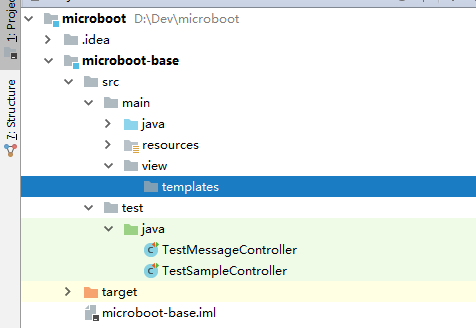 1: Project
7: Structure
microboot D:\Dev\microboot
.idea
microboot-base
src
main
java
resources
view
templates
test
java
TestMessageController
TestSampleController
target
microboot-base.iml